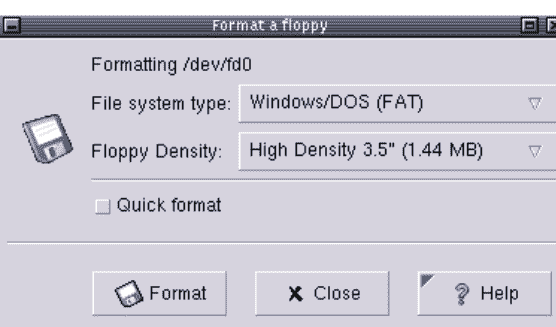 Format a floppy
Formatting /dev/fd0
File system type: Windows/DOS (FAT)
Floppy Density: High Density 3.5" (1.44 MB)
Quick format
Format Close Help